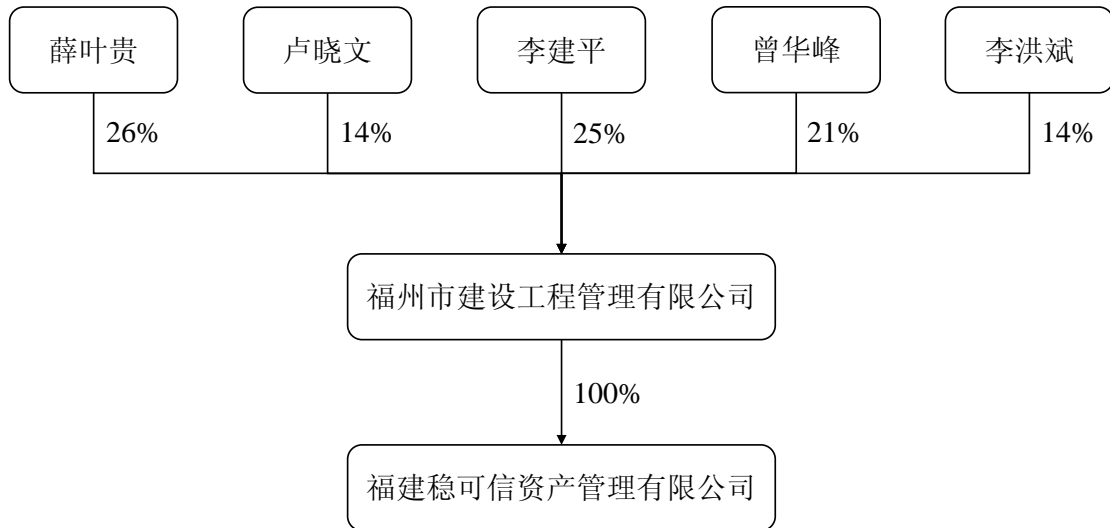 薛叶贵
卢晓文
李建平
曾华峰
李洪斌
26%
14%
25%
21%
14%
福州市建设工程管理有限公司
100%
福建稳可信资产管理有限公司